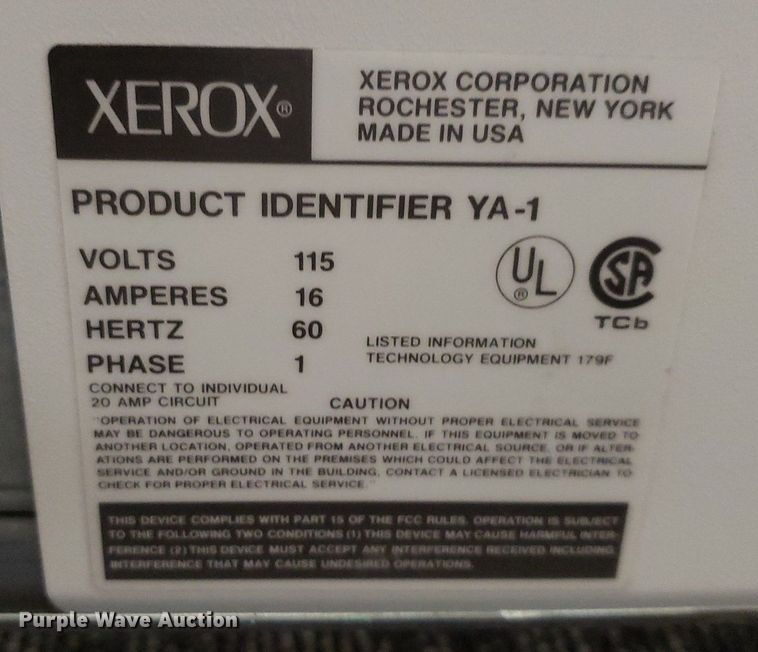 XEROX®
XEROX CORPORATION
ROCHESTER, NEW YORK
MADE IN USA
PRODUCT IDENTIFIER YA-1
VOLTS 115
AMPERES 16
HERTZ 60
PHASE 1
UL ®
SA
TCb
LISTED INFORMATION
TECHNOLOGY EQUIPMENT 179F
CONNECT TO INDIVIDUAL
20 AMP CIRCUIT
CAUTION
"OPERATION OF ELECTRICAL EQUIPMENT WITHOUT PROPER ELECTRICAL SERVICE
MAY BE DANGEROUS TO OPERATING PERSONNEL. IF THIS EQUIPMENT IS MOVED TO
ANOTHER LOCATION, OPERATED FROM ANOTHER ELECTRICAL SOURCE, OR IF ALTER-
ATIONS ARE PERFORMED ON THE PREMISES WHICH COULD AFFECT THE ELECTRICAL
SERVICE AND/OR GROUND IN THE BUILDING, CONTACT A LICENSED ELECTRICIAN TO
CHECK FOR PROPER ELECTRICAL SERVICE."
THIS DEVICE COMPLIES WITH PART 15 OF THE FCC RULES. OPERATION IS SUBJECT
TO THE FOLLOWING TWO CONDITIONS (1) THIS DEVICE MAY CAUSE HARMFUL INTER-
FERENCE (2) THIS DEVICE MUST ACCEPT ANY INTERFERENCE RECEIVED INCLUDING
INTERFERENCE THAT MAY CAUSE UNDESIRED OPERATIONS.
Purple Wave Auction